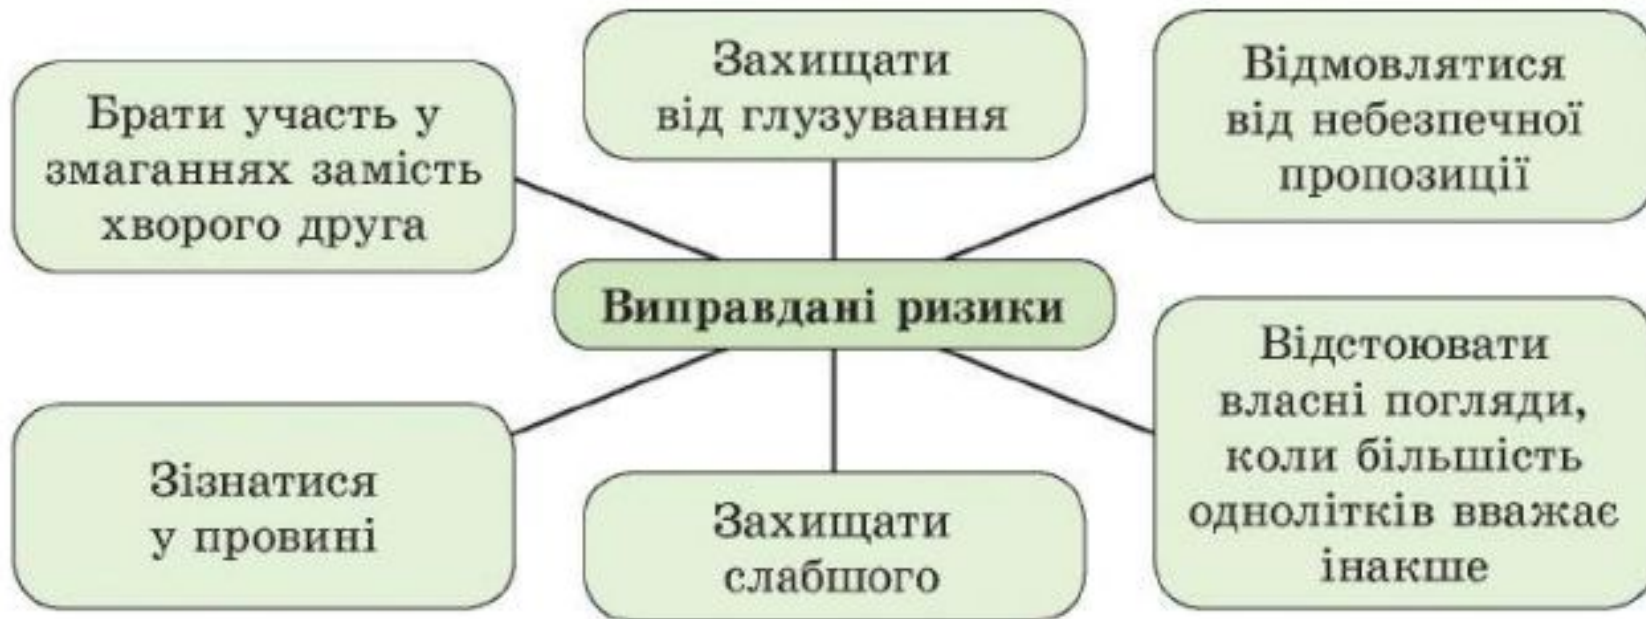 Брати участь у
змаганнях замість
хворого друга
Захищати
від глузування
Відмовлятися
від небезпечної
пропозиції
Виправдані ризики
Зізнатися
у провині
Захищати
слабшого
Відстоювати
власні погляди,
коли більшість
однолітків вважає
інакше